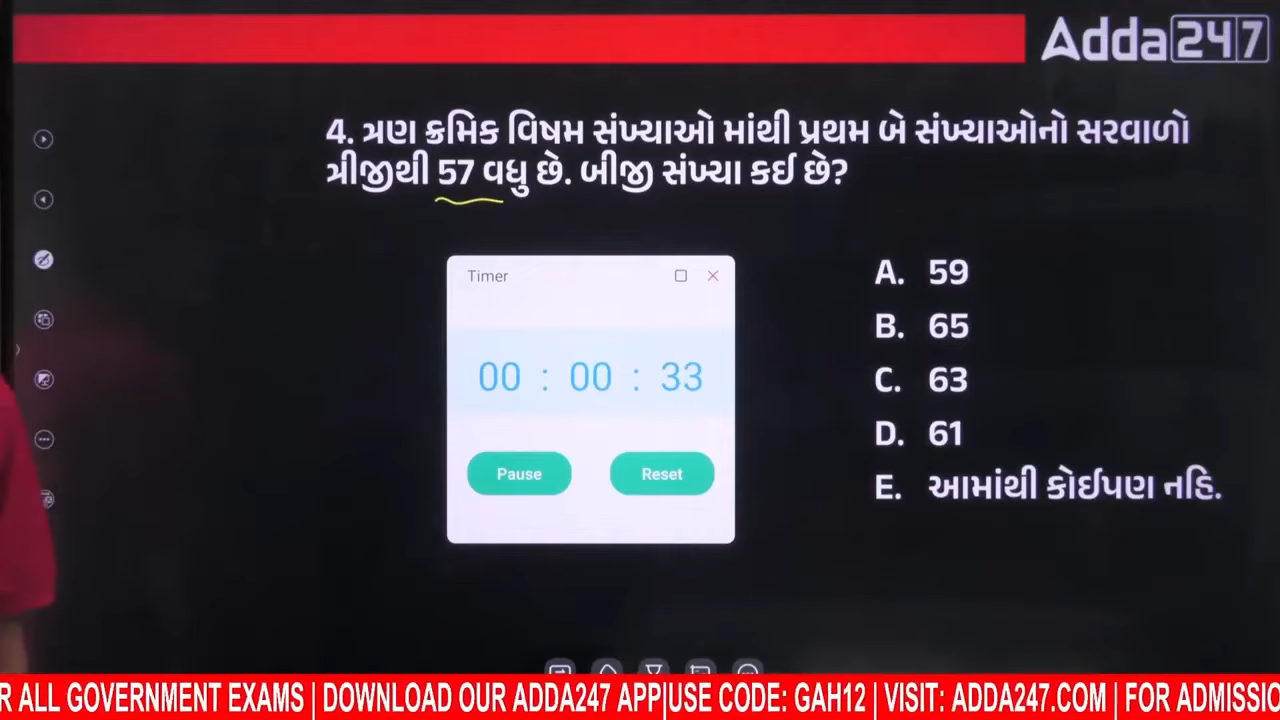 Adda247
4. ત્રણ ક્રમિક વિષમ સંખ્યાઓ માંથી પ્રથમ બે સંખ્યાઓનો સરવાળો
ત્રીજીથી 57 વધુ છે. બીજી સંખ્યા કઈ છે?
Timer
00 : 00 : 33
Pause
Reset
A. 59
B. 65
C. 63
D. 61
E. આમાંથી કોઈપણ નહિ.
R ALL GOVERNMENT EXAMS | DOWNLOAD OUR ADDA247 APP|USE CODE: GAH12 | VISIT: ADDA247.COM | FOR ADMISSIO